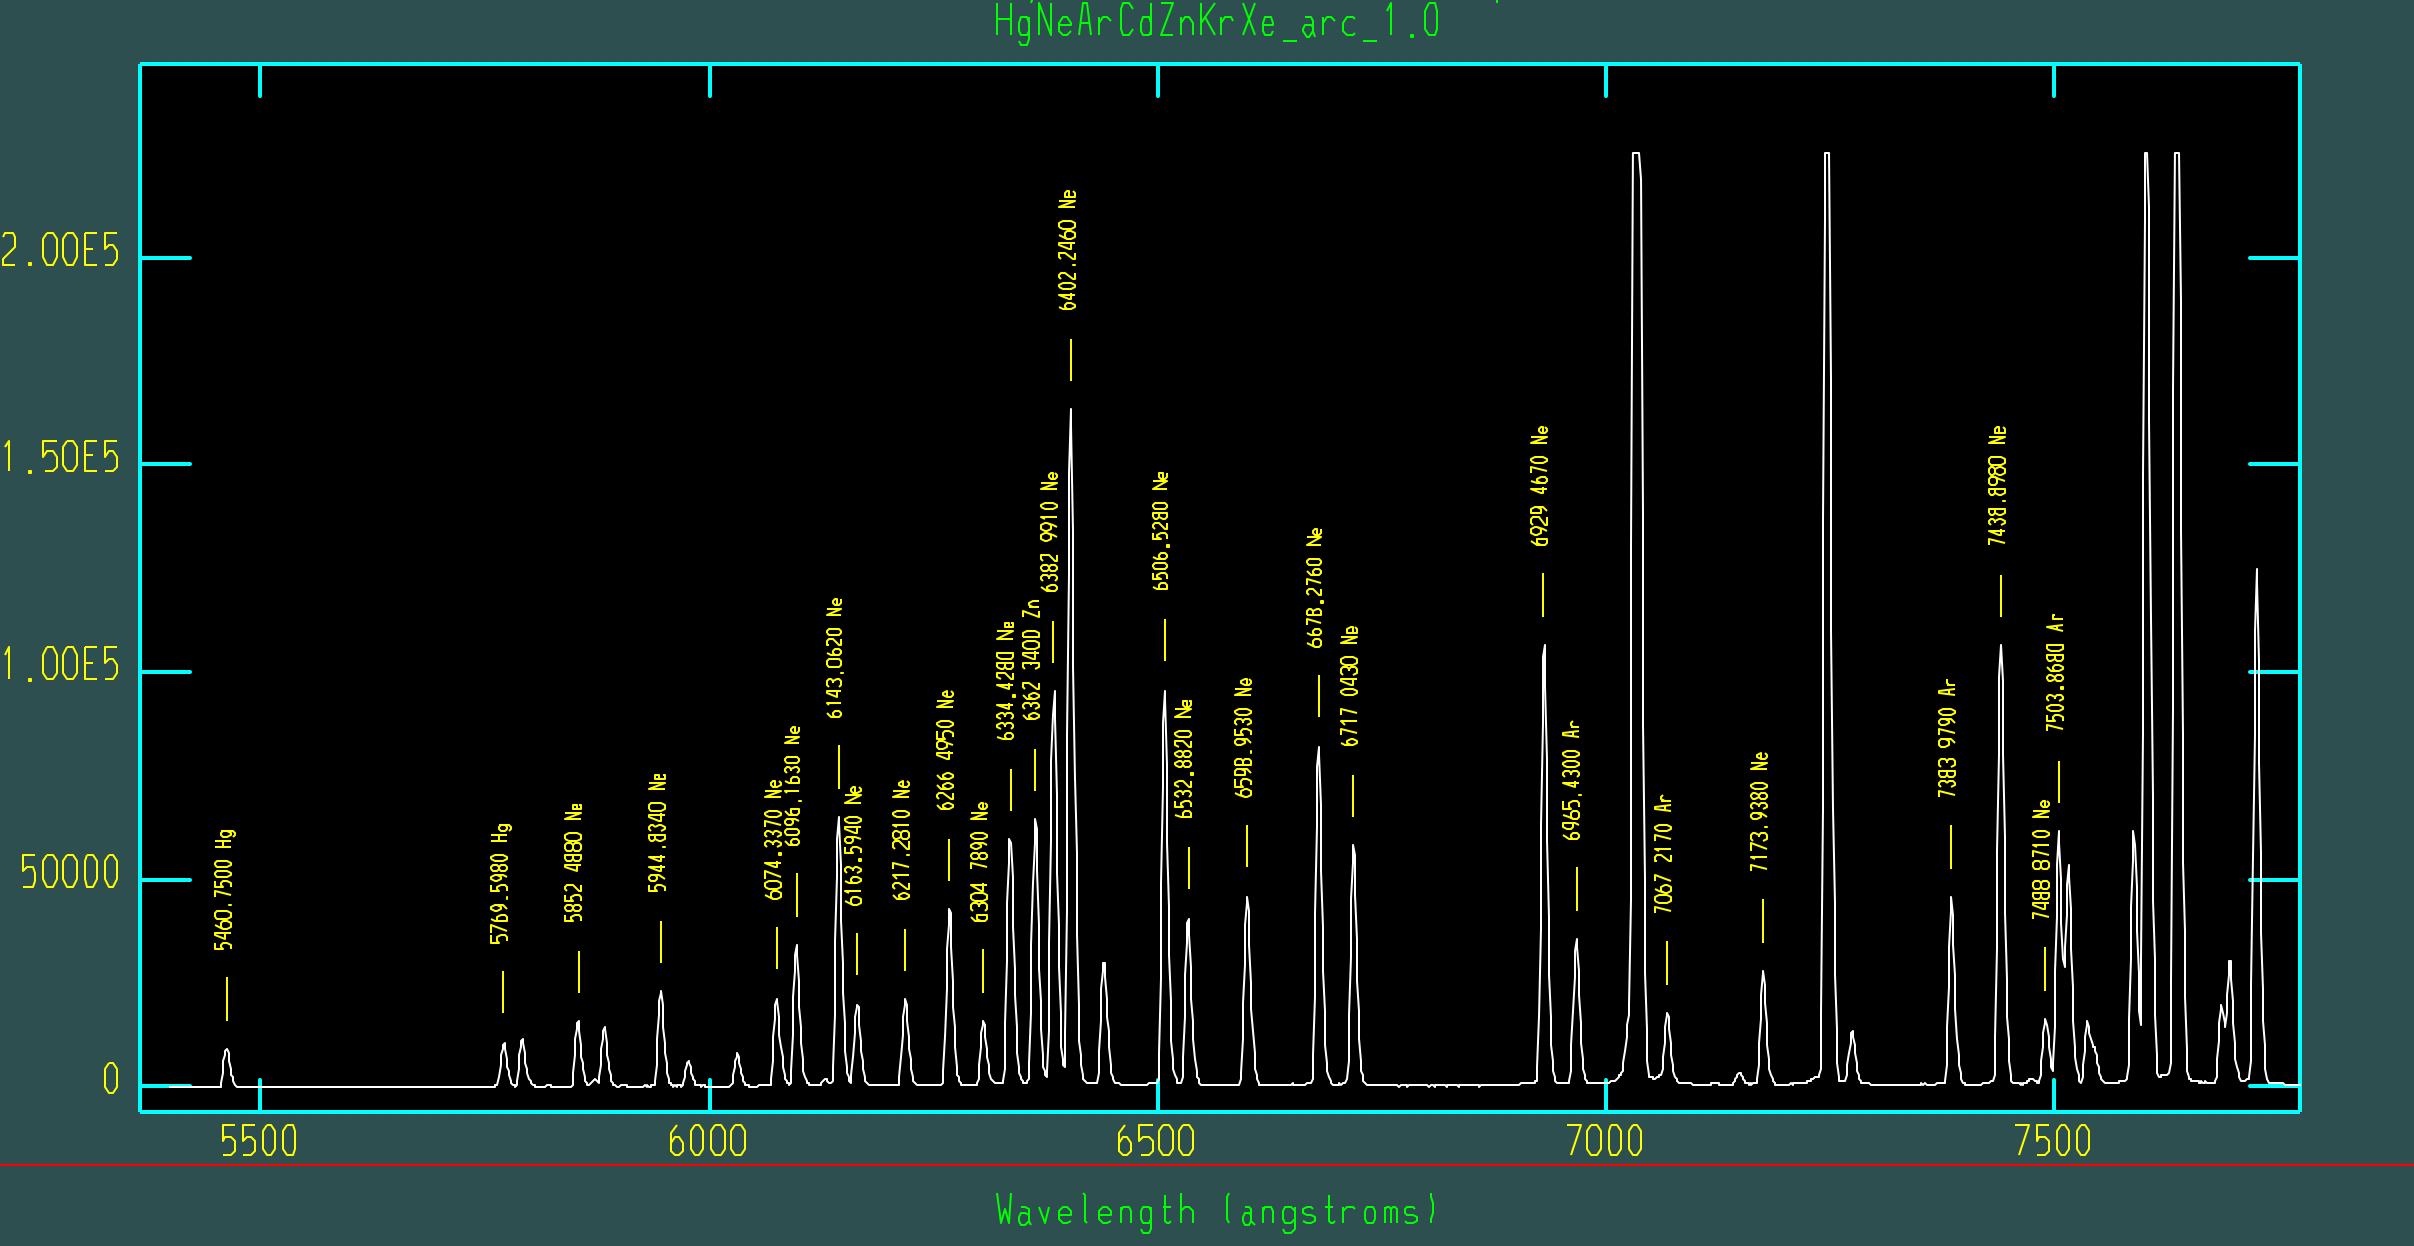 HgNeArCdZnKrXe_arc_1.0
2.00E5
1.50E5
1.00E5
50000
0
5460.7500 Hg
5769.5980 Hg
5852 4880 Ne
5944.8340 Ne
6074.3370 Ne
6096.1630 Ne
6143.0620 Ne
6163.5940 Ne
6217.2810 Ne
6266 4950 Ne
6304 7890 Ne
6334.4280 Ne
6362 3400 Zn
6382 9910 Ne
6402.2460 Ne
6506.5280 Ne
6532.8820 Ne
6598.9530 Ne
6678.2760 Ne
6717 0430 Ne
6929 4670 Ne
6965.4300 Ar
7067 2170 Ar
7173.9380 Ne
7383 9790 Ar
7438.8980 Ne
7488 8710 Ne
7503.8680 Ar
5500 6000 6500 7000 7500
Wavelength (angstroms)